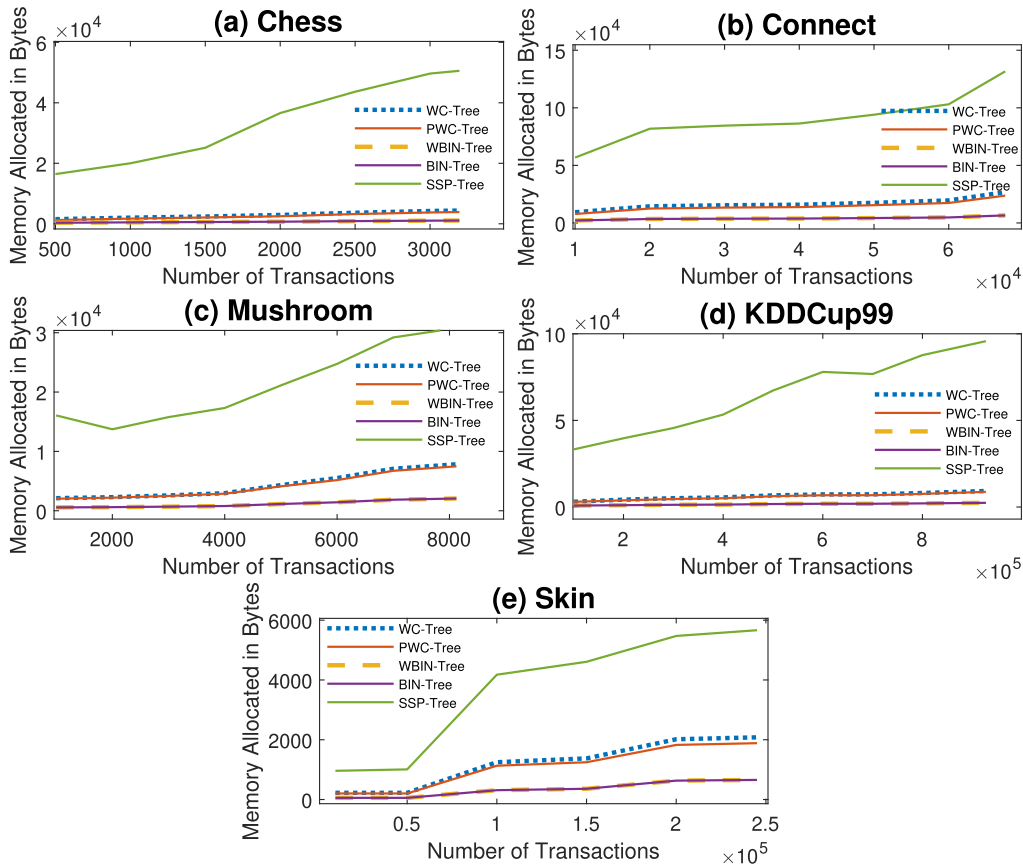 (a) Chess
×10^4
Memory Allocated in Bytes
6
4
2
0
WC-Tree
PWC-Tree
WBIN-Tree
BIN-Tree
SSP-Tree
500 1000 1500 2000 2500 3000
Number of Transactions
(b) Connect
×10^4
Memory Allocated in Bytes
15
10
5
0
WC-Tree
PWC-Tree
WBIN-Tree
BIN-Tree
SSP-Tree
1 2 3 4 5 6
Number of Transactions
×10^4
(c) Mushroom
×10^4
Memory Allocated in Bytes
3
2
1
0
WC-Tree
PWC-Tree
WBIN-Tree
BIN-Tree
SSP-Tree
2000 4000 6000 8000
Number of Transactions
(d) KDDCup99
×10^4
Memory Allocated in Bytes
10
5
0
WC-Tree
PWC-Tree
WBIN-Tree
BIN-Tree
SSP-Tree
2 4 6 8
Number of Transactions
×10^5
(e) Skin
Memory Allocated in Bytes
6000
4000
2000
0
WC-Tree
PWC-Tree
WBIN-Tree
BIN-Tree
SSP-Tree
0.5 1 1.5 2 2.5
Number of Transactions
×10^5